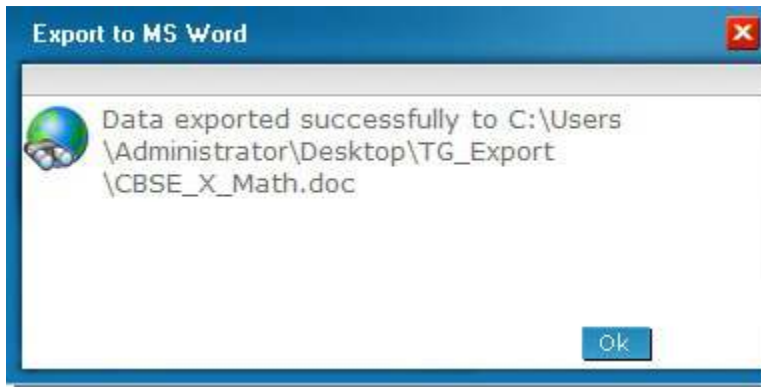 Export to MS Word
Data exported successfully to C:\Users
\Administrator\Desktop\TG_Export
\CBSE_X_Math.doc
Ok